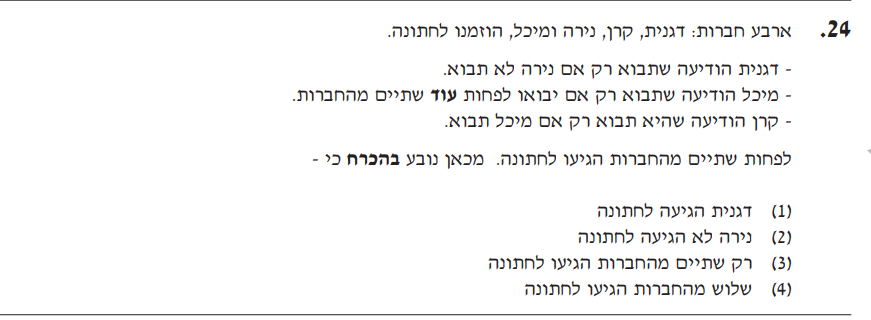 24. ארבע חברות: דגנית, קרן, נירה ומיכל, הוזמנו לחתונה.
- דגנית הודיעה שתבוא רק אם נירה לא תבוא.
- מיכל הודיעה שתבוא רק אם יבואו לפחות עוד שתיים מהחברות.
- קרן הודיעה שהיא תבוא רק אם מיכל תבוא.
לפחות שתיים מהחברות הגיעו לחתונה. מכאן נובע בהכרח כי -
(1) דגנית הגיעה לחתונה
(2) נירה לא הגיעה לחתונה
(3) רק שתיים מהחברות הגיעו לחתונה
(4) שלוש מהחברות הגיעו לחתונה